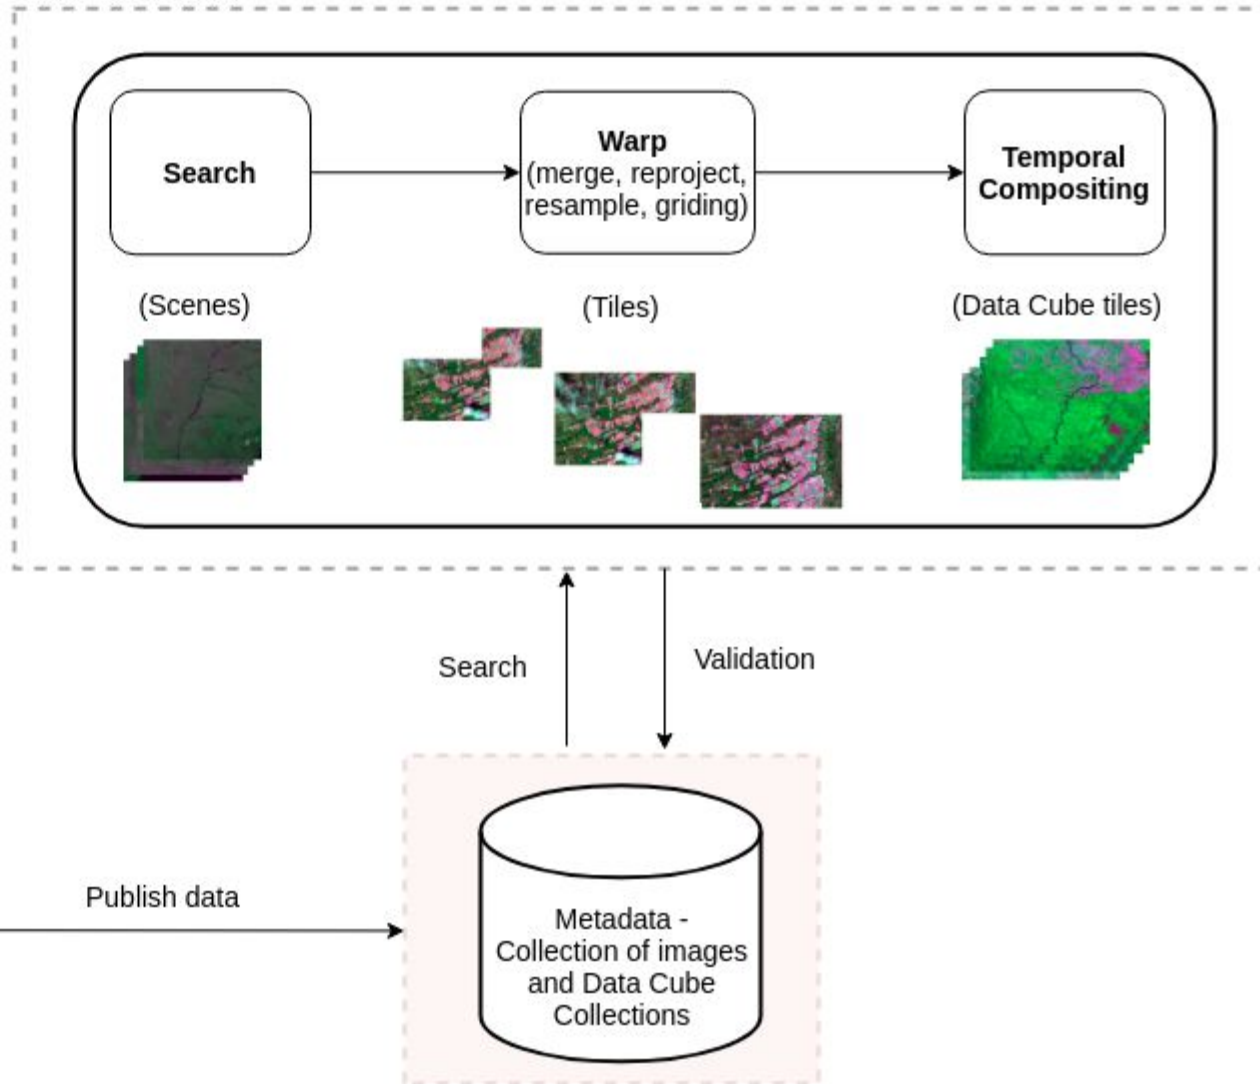 Search
Warp
(merge, reproject,
resample, griding)
Temporal
Compositing
(Scenes)
(Tiles)
(Data Cube tiles)
Search
Validation
Publish data
Metadata -
Collection of images
and Data Cube
Collections